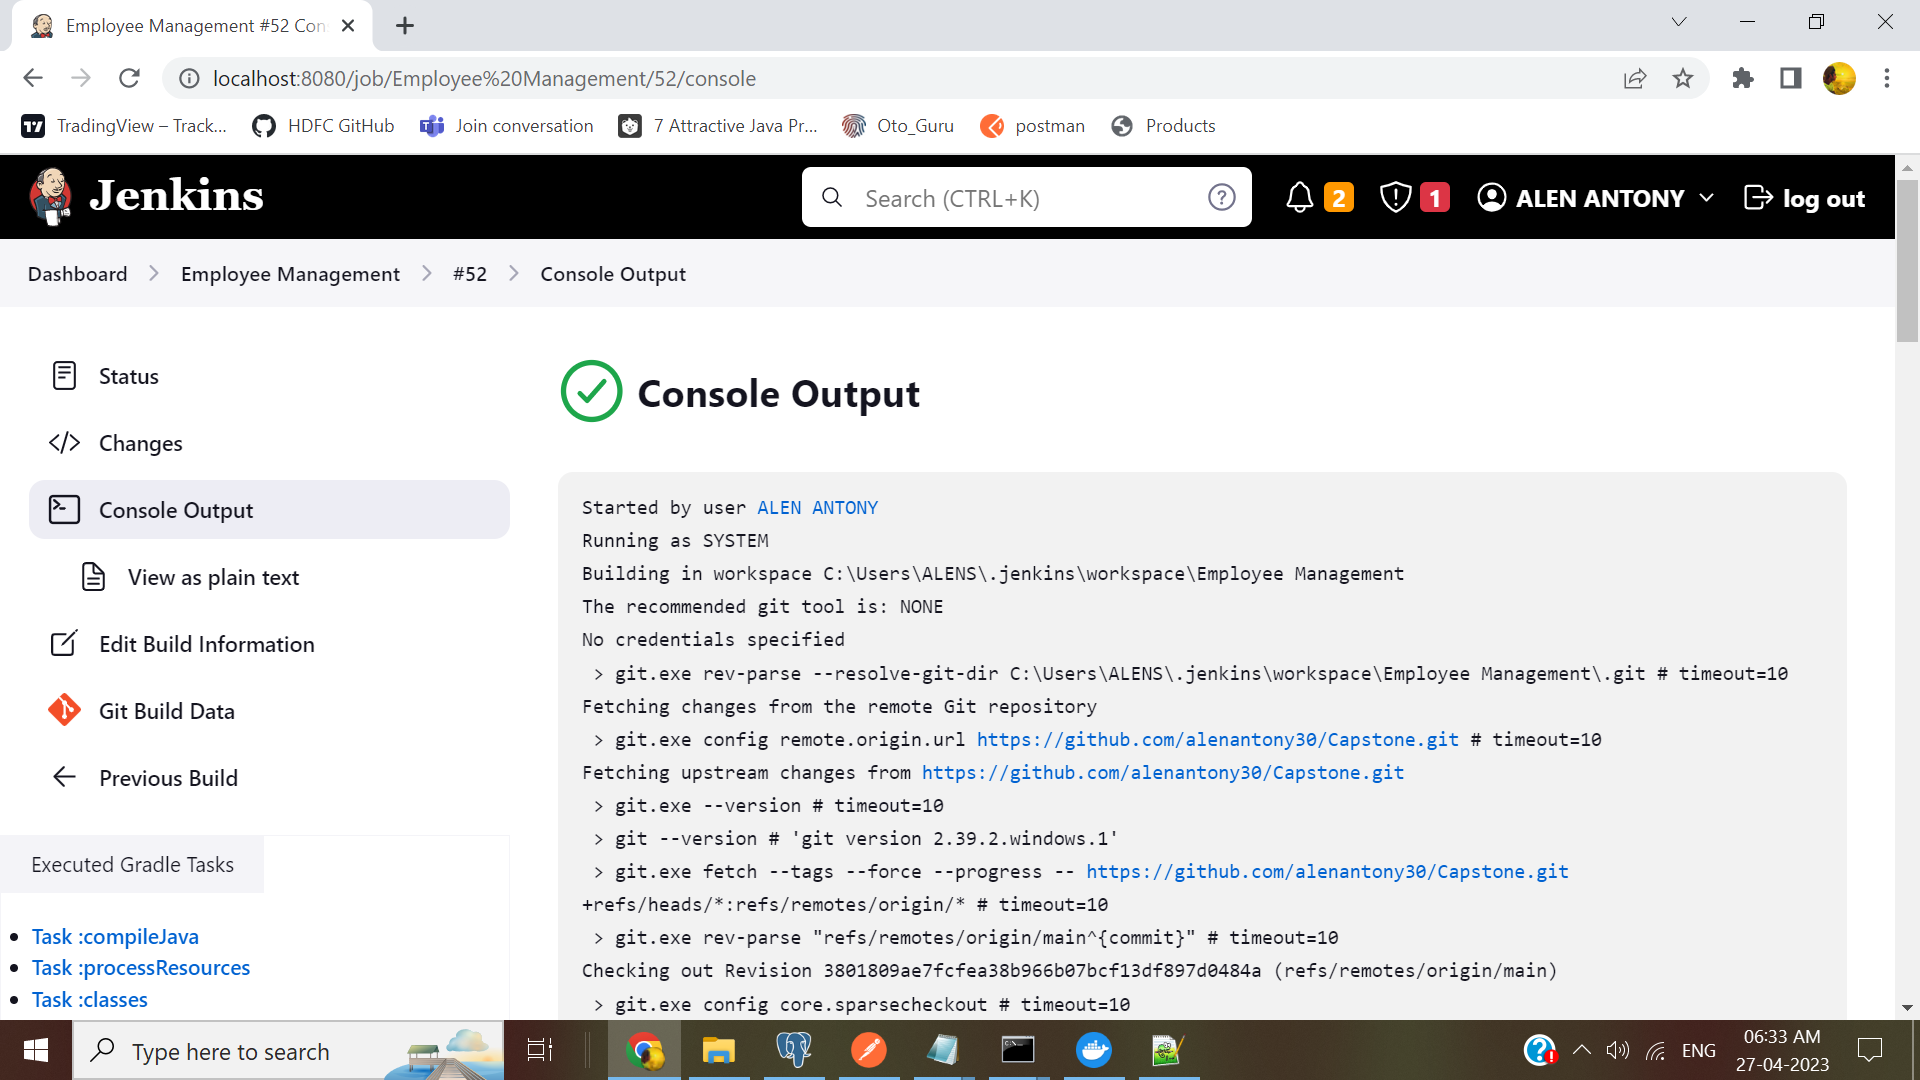 Employee Management #52 Con
localhost:8080/job/Employee%20Management/52/console
TradingView – Track... HDFC GitHub Join conversation 7 Attractive Java Pr... Oto_Guru postman Products
Jenkins Search (CTRL+K) 2 1 ALEN ANTONY log out
Dashboard Employee Management #52 Console Output
Status
Changes
Console Output
View as plain text
Edit Build Information
Git Build Data
Previous Build
Executed Gradle Tasks
Task :compileJava
Task :processResources
Task :classes
Console Output
Started by user ALEN ANTONY
Running as SYSTEM
Building in workspace C:\Users\ALENS\.jenkins\workspace\Employee Management
The recommended git tool is: NONE
No credentials specified
> git.exe rev-parse --resolve-git-dir C:\Users\ALENS\.jenkins\workspace\Employee Management\.git # timeout=10
Fetching changes from the remote Git repository
> git.exe config remote.origin.url https://github.com/alenantony30/Capstone.git # timeout=10
Fetching upstream changes from https://github.com/alenantony30/Capstone.git
> git.exe --version # timeout=10
> git --version # 'git version 2.39.2.windows.1'
> git.exe fetch --tags --force --progress -- https://github.com/alenantony30/Capstone.git
+refs/heads/*:refs/remotes/origin/* # timeout=10
> git.exe rev-parse "refs/remotes/origin/main^{commit}" # timeout=10
Checking out Revision 3801809ae7fcfea38b966b07bcf13df897d0484a (refs/remotes/origin/main)
> git.exe config core.sparsecheckout # timeout=10
Type here to search
ENG
06:33 AM
27-04-2023